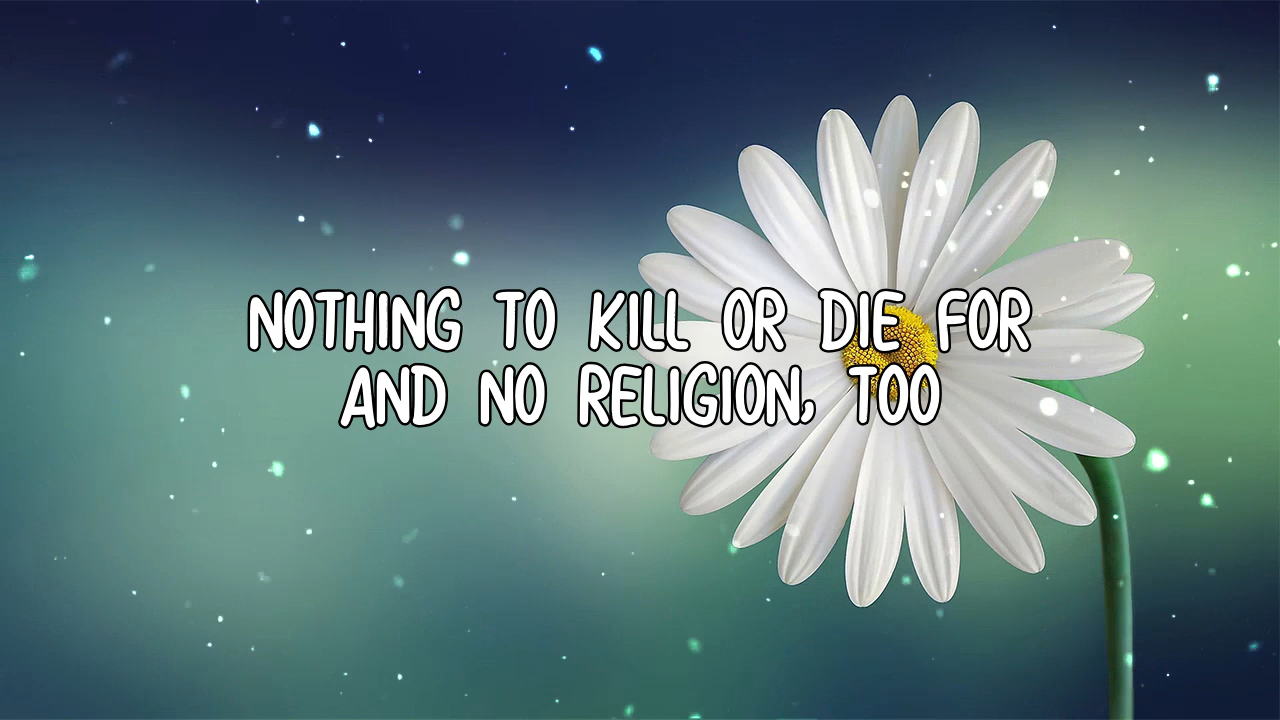 NOTHING TO KILL OR DIE FOR
AND NO RELIGION, TOO